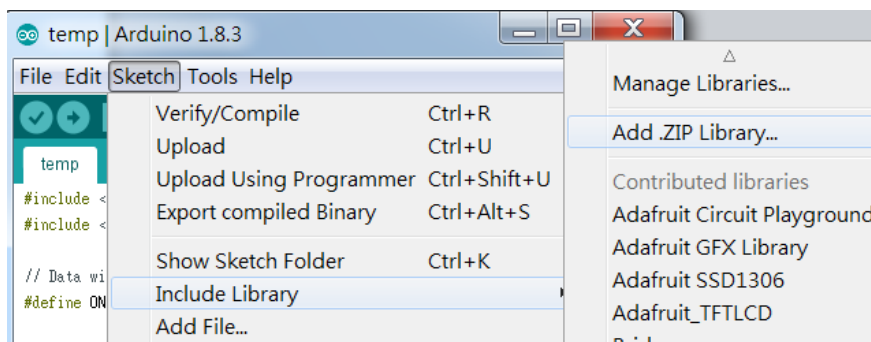 temp | Arduino 1.8.3
File Edit Sketch Tools Help
temp
#include <
#include <
// Data wi
#define ON
Verify/Compile Ctrl+R
Upload Ctrl+U
Upload Using Programmer Ctrl+Shift+U
Export compiled Binary Ctrl+Alt+S
Show Sketch Folder Ctrl+K
Include Library
Add File...
Manage Libraries...
Add .ZIP Library...
Contributed libraries
Adafruit Circuit Playground
Adafruit GFX Library
Adafruit SSD1306
Adafruit_TFTLCD